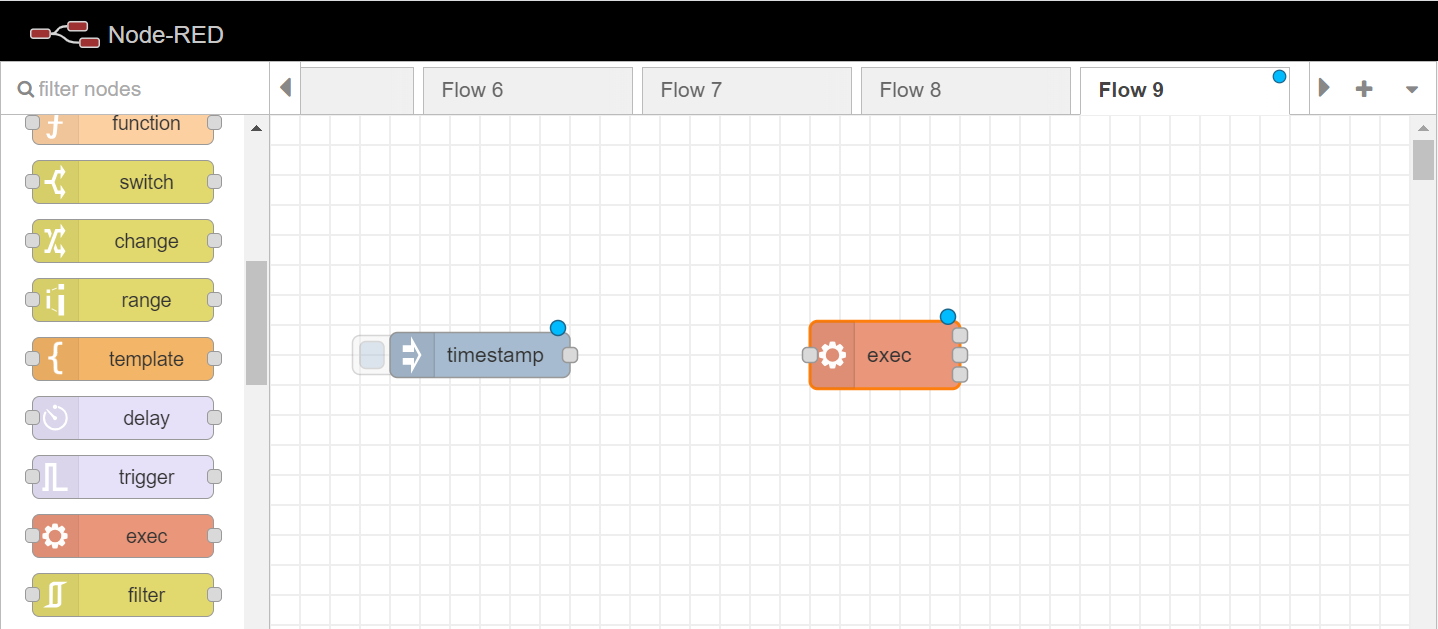 Node-RED
filter nodes
Flow 6
Flow 7
Flow 8
Flow 9
function
switch
change
range
template
delay
trigger
exec
filter
timestamp
exec